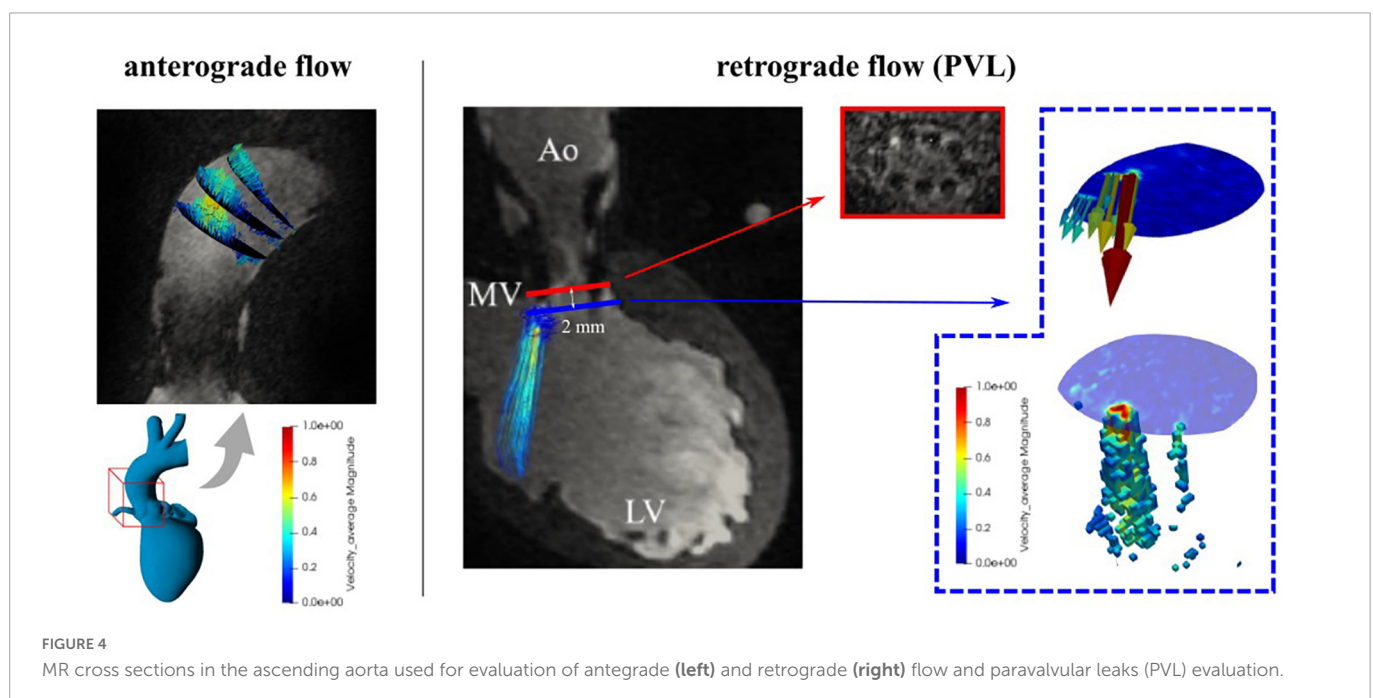 anterograde flow
retrograde flow (PVL)
Ao
MV
2 mm
LV
1.0e+00
0.8
0.6
0.4
0.2
0.0e+00
Velocity_average Magnitude
1.0e+00
0.8
0.6
0.4
0.2
0.0e+00
Velocity_average Magnitude
FIGURE 4
MR cross sections in the ascending aorta used for evaluation of antegrade (left) and retrograde (right) flow and paravalvular leaks (PVL) evaluation.